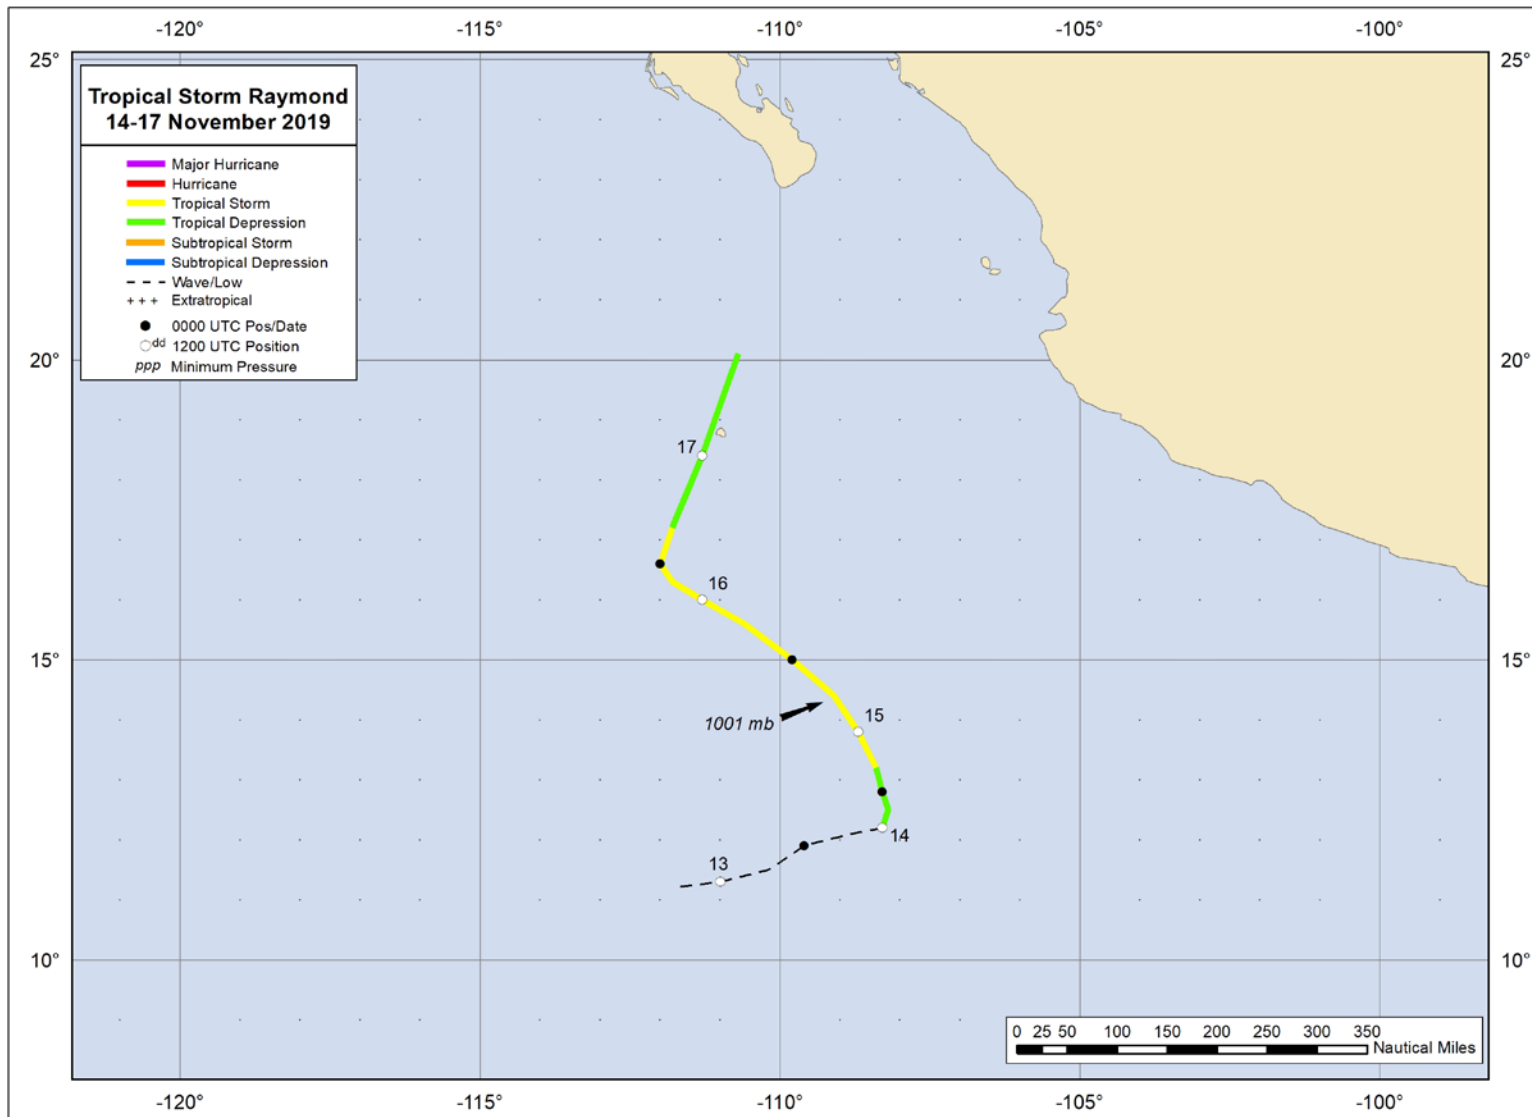 -120° -115° -110° -105° -100°
25° 25°
Tropical Storm Raymond
14-17 November 2019
Major Hurricane
Hurricane
Tropical Storm
Tropical Depression
Subtropical Storm
Subtropical Depression
Wave/Low
+++ Extratropical
0000 UTC Pos/Date
dd 1200 UTC Position
ppp Minimum Pressure
20° 20°
17
16
15° 15°
15
1001 mb
14
13
10° 10°
0 25 50 100 150 200 250 300 350
Nautical Miles
-120° -115° -110° -105° -100°